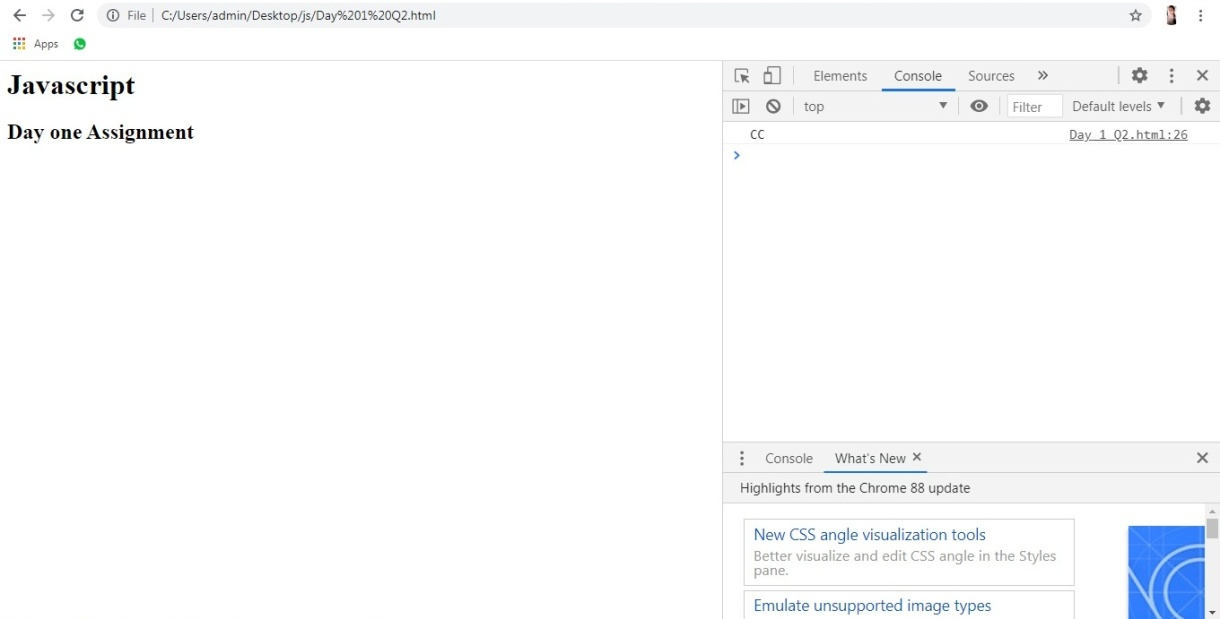 File C:/Users/admin/Desktop/js/Day%201%20Q2.html
Apps
Javascript
Day one Assignment
Elements Console Sources »
top Filter Default levels
CC Day 1 Q2.html:26
Console What's New
Highlights from the Chrome 88 update
New CSS angle visualization tools
Better visualize and edit CSS angle in the Styles
pane.
Emulate unsupported image types